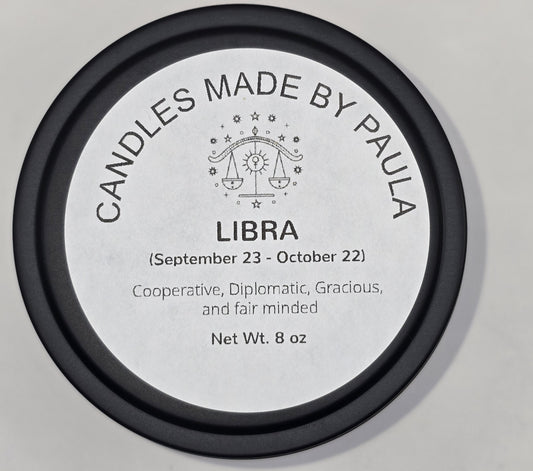 CANDLES MADE BY PAULA
LIBRA
(September 23 - October 22)
Cooperative, Diplomatic, Gracious,
and fair minded
Net Wt. 8 oz